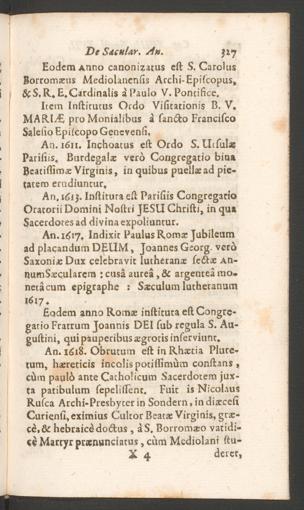 De Sæcular. An. 327
Eodem anno canonizatus est S. Carolus
Borromæus Mediolanensis Archi-Episcopus,
& S. R. E. Cardinalis à Paulo V. Pontifice.
Item Institutus Ordo Visitationis B. V.
MARIÆ pro Monialibus à sancto Francisco
Salesio Episcopo Genevensi.
An. 1611. Inchoatus est Ordo S. Ursulæ
Parisiis. Burdegalæ verò Congregatio bina
Beatissimæ Virginis, in quibus puellæ ad pie-
tatem erudiuntur.
An. 1613. Instituta est Parisiis Congregatio
Oratorii Domini Nostri JESU Christi, in qua
Sacerdotes ad divina expoliuntur.
An. 1617. Indixit Paulus Romæ Jubileum
ad placandum DEUM, Joannes Georg. verò
Saxoniæ Dux celebravit lutheranæ sectæ An-
num Sæcularem : cusâ aureâ, & argenteâ mo-
netâ cum epigraphe : Sæculum lutheranum
1617.
Eodem anno Romæ instituta est Congre-
gatio Fratrum Joannis DEI sub regula S. Au-
gustini, qui pauperibus ægrotis inserviunt.
An. 1618. Obrutum est in Rhætia Plure-
tum, hæreticis incolis potissimùm constans,
cùm paulò ante Catholicum Sacerdotem jux-
ta patibulum sepelissent. Fuit is Nicolaus
Rusca Archi-Presbyter in Sondern, in diæcesi
Curiensi, eximius Cultor Beatæ Virginis, græ-
cè, & hebraicè doctus, à S. Borromæo vatidi-
cè Martyr prænunciatus, cùm Mediolani stu-
X 4 deret,